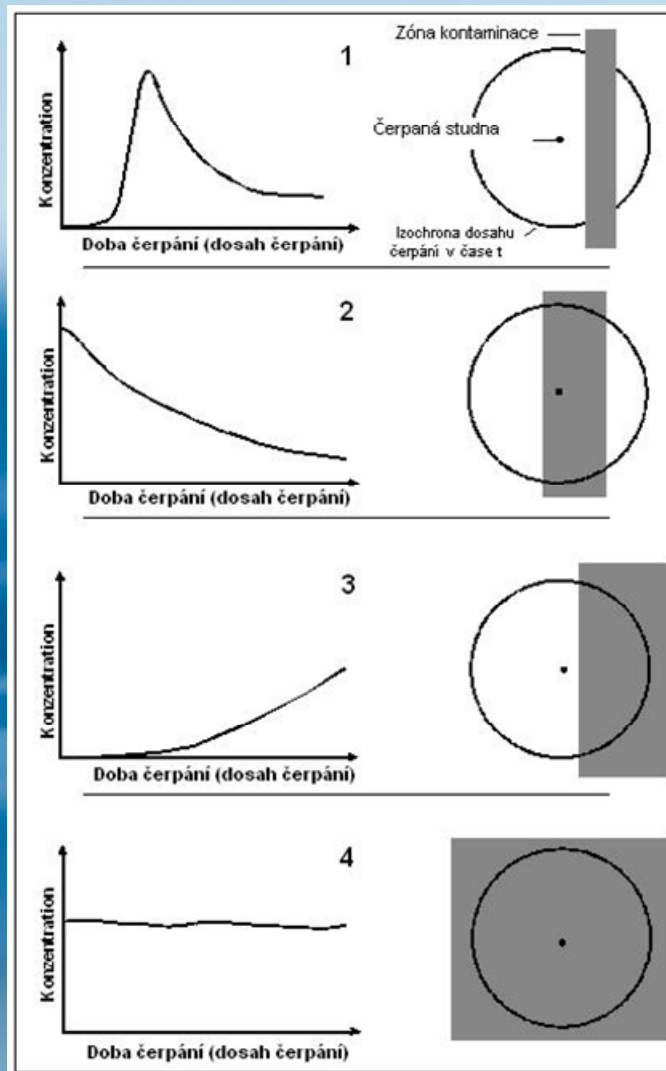 1
Konzentration
Doba čerpání (dosah čerpání)
Zóna kontaminace
Čerpaná studna
Izochrona dosahu
čerpání v čase t
2
Konzentration
Doba čerpání (dosah čerpání)
3
Konzentration
Doba čerpání (dosah čerpání)
4
Konzentration
Doba čerpání (dosah čerpání)